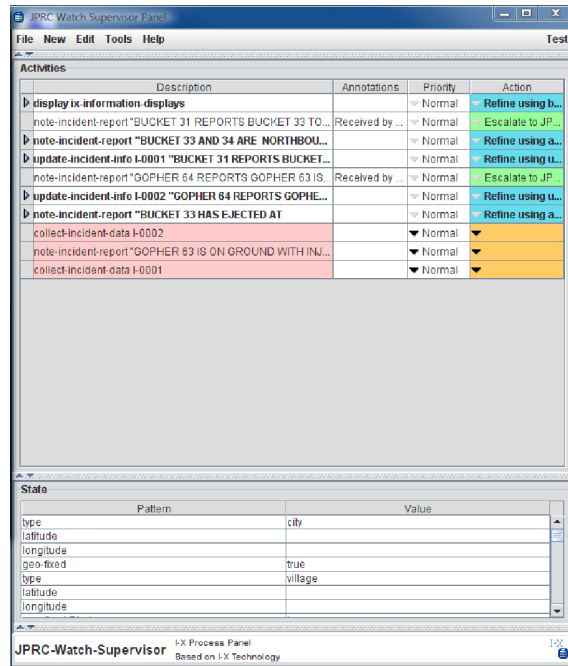 JPRC Watch Supervisor Panel
File New Edit Tools Help Test
Activities
Description Annotations Priority Action
display ix-information-displays Normal Refine using b...
note-incident-report "BUCKET 31 REPORTS BUCKET 33 TO... Received by ... Normal Escalate to JP...
note-incident-report "BUCKET 33 AND 34 ARE NORTHBOU... Normal Refine using a...
update-incident-info I-0001 "BUCKET 31 REPORTS BUCKET... Normal Refine using u...
note-incident-report "GOPHER 64 REPORTS GOPHER 63 IS... Received by ... Normal Escalate to JP...
update-incident-info I-0002 "GOPHER 64 REPORTS GOPHE... Normal Refine using u...
note-incident-report "BUCKET 33 HAS EJECTED AT Normal Refine using a...
collect-incident-data I-0002 Normal
note-incident-report "GOPHER 63 IS ON GROUND WITH INJ... Normal
collect-incident-data I-0001 Normal
State
Pattern Value
type city
latitude
longitude
geo-fixed true
type village
latitude
longitude
JPRC-Watch-Supervisor
I-X Process Panel
Based on I-X Technology
I-X